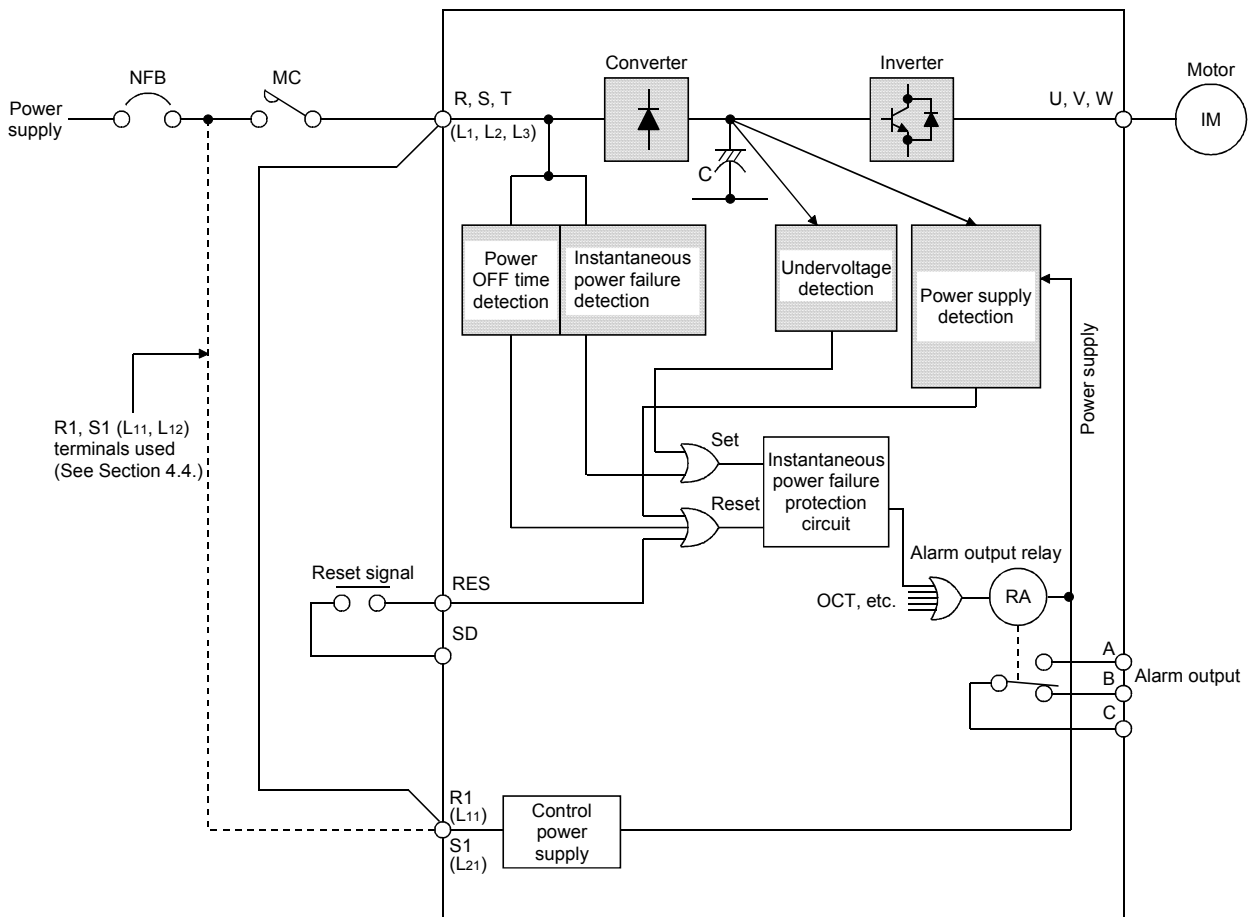 Converter
Inverter
Motor
NFB
MC
Power
supply
R, S, T
(L1, L2, L3)
U, V, W
IM
C
Power
OFF time
detection
Instantaneous
power failure
detection
Undervoltage
detection
Power supply
detection
Power supply
R1, S1 (L11, L12)
terminals used
(See Section 4.4.)
Set
Reset
Instantaneous
power failure
protection
circuit
Reset signal
RES
SD
Alarm output relay
OCT, etc.
RA
A
B
C
Alarm output
R1
(L11)
S1
(L21)
Control
power
supply